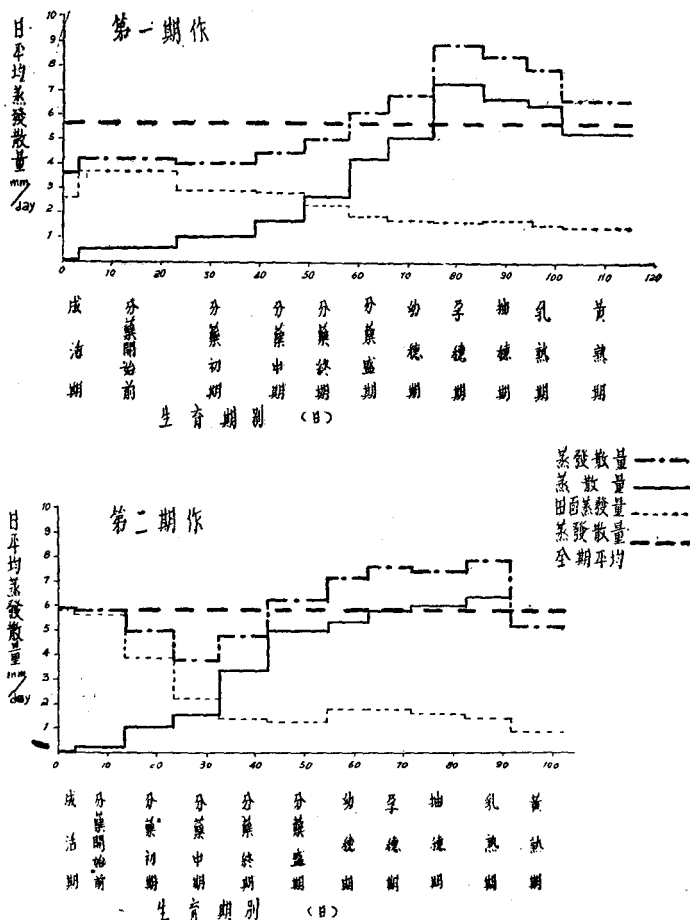 第一期作
日平均蒸發散量
mm/day
10
9
8
7
6
5
4
3
2
1
0 10 20 30 40 50 60 70 80 90 100 110 120
成活期
分蘖開始前
分蘖初期
分蘖中期
分蘖終期
分蘖盛期
幼穗期
孕穗期
抽穗期
乳熟期
黃熟期
生育期別 (日)
蒸發散量
蒸散量
田面蒸發量
蒸發散量
全期平均
第二期作
日平均蒸發散量
mm/day
10
9
8
7
6
5
4
3
2
1
0 10 20 30 40 50 60 70 80 90 100
成活期
分蘖開始前
分蘖初期
分蘖中期
分蘖終期
分蘖盛期
幼穗期
孕穗期
抽穗期
乳熟期
黃熟期
生育期別 (日)